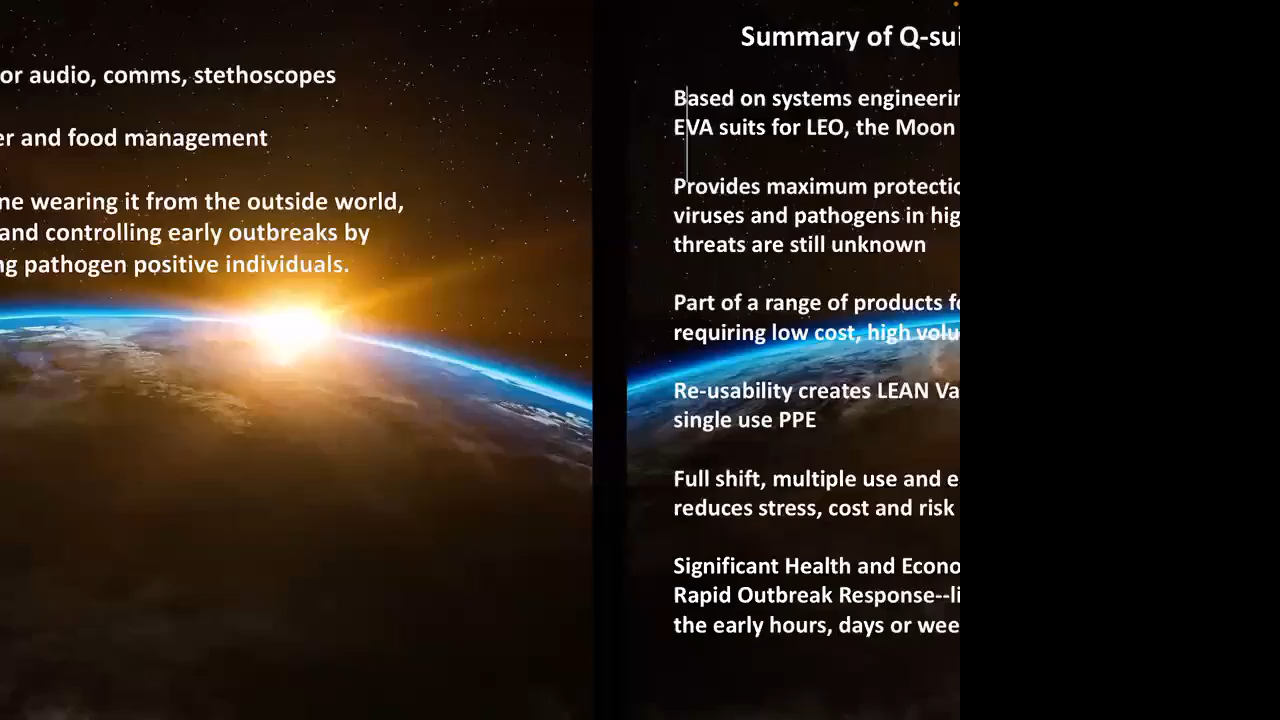 or audio, comms, stethoscopes
er and food management
ne wearing it from the outside world,
and controlling early outbreaks by
ng pathogen positive individuals.
Summary of Q-sui
Based on systems engineerin
EVA suits for LEO, the Moon
Provides maximum protectio
viruses and pathogens in hig
threats are still unknown
Part of a range of products fo
requiring low cost, high volu
Re-usability creates LEAN Va
single use PPE
Full shift, multiple use and e
reduces stress, cost and risk
Significant Health and Econo
Rapid Outbreak Response--li
the early hours, days or wee